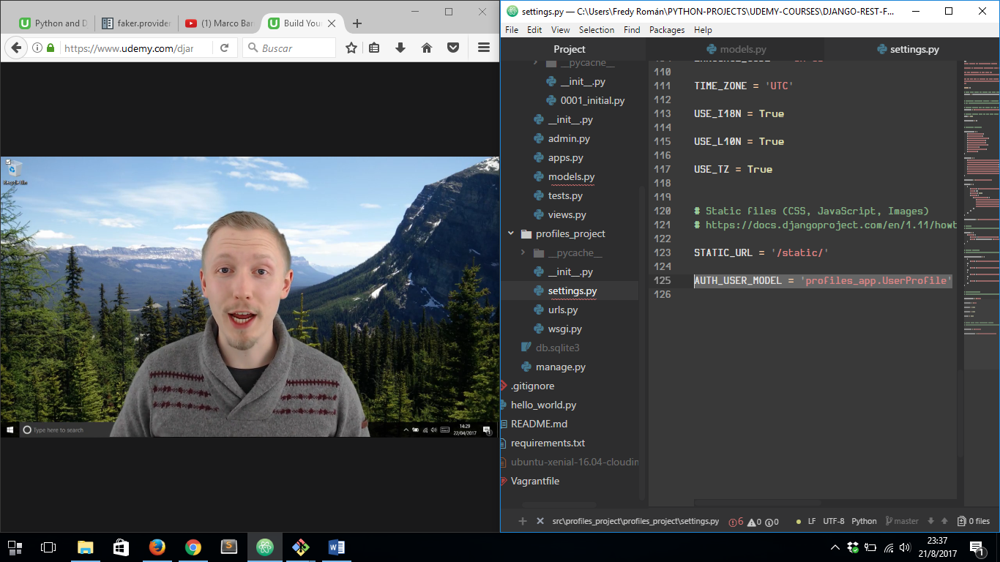 Python and D
faker.provider
(1) Marco Bar
Build Your
https://www.udemy.com/djar
Buscar
Recycle Bin
Type here to search
14:29
22/04/2017
settings.py — C:\Users\Fredy Román\PYTHON-PROJECTS\UDEMY-COURSES\DJANGO-REST-F...
File Edit View Selection Find Packages Help
Project
models.py
settings.py
__pycache__
__init__.py
0001_initial.py
__init__.py
admin.py
apps.py
models.py
tests.py
views.py
profiles_project
__pycache__
__init__.py
settings.py
urls.py
wsgi.py
db.sqlite3
manage.py
.gitignore
hello_world.py
README.md
requirements.txt
ubuntu-xenial-16.04-cloudin
Vagrantfile
110
111 TIME_ZONE = 'UTC'
112
113 USE_I18N = True
114
115 USE_L10N = True
116
117 USE_TZ = True
118
119
120 # Static files (CSS, JavaScript, Images)
121 # https://docs.djangoproject.com/en/1.11/howt
122
123 STATIC_URL = '/static/'
124
125 AUTH_USER_MODEL = 'profiles_app.UserProfile'
126
src\profiles_project\profiles_project\settings.py 6 0 0 LF UTF-8 Python master 0 files
23:37
21/8/2017
1